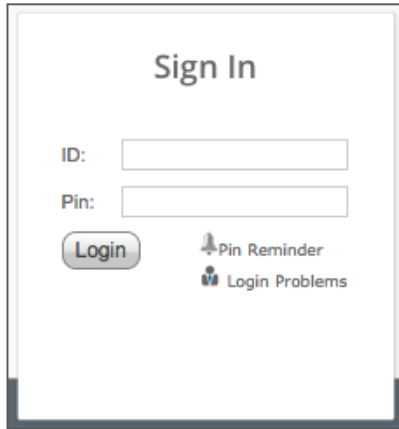 Sign In
ID:
Pin:
Login
Pin Reminder
Login Problems